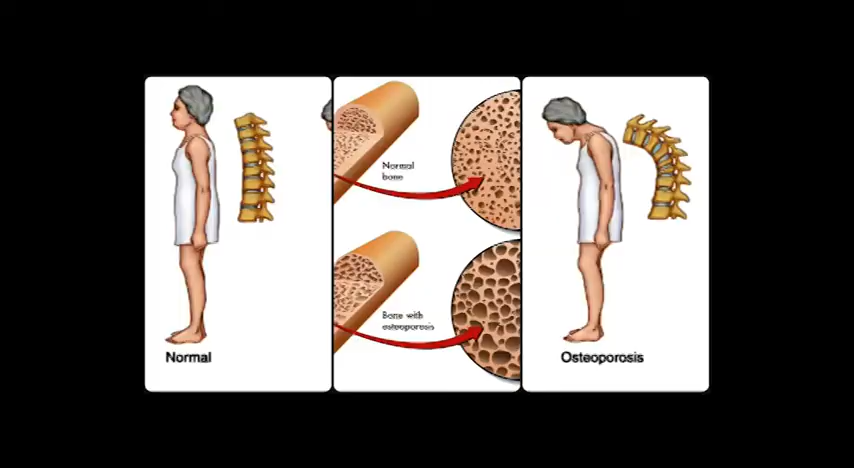 Normal
Normal
bone
Bone with
osteoporosis
Osteoporosis